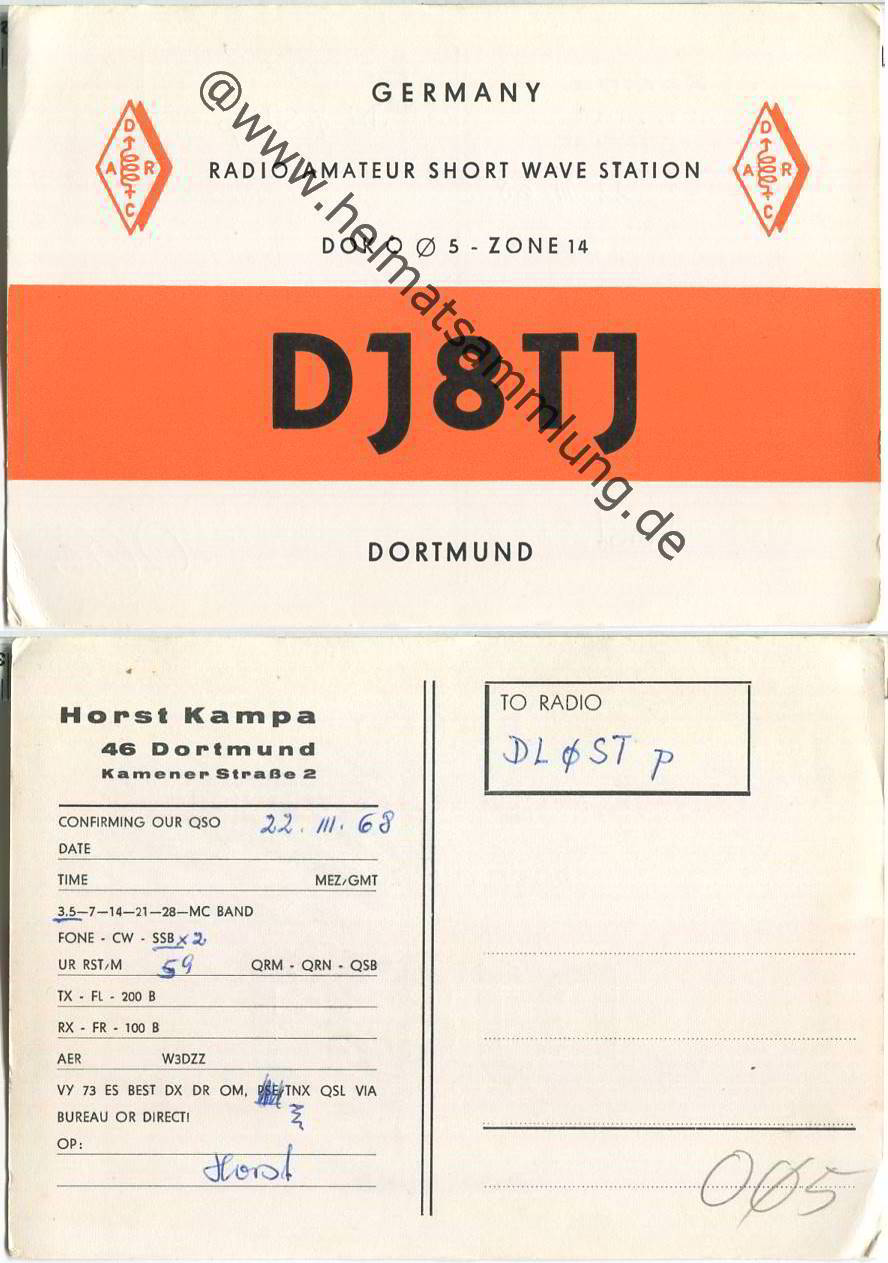 GERMANY
D
A R
C
D
A R
C
RADIO AMATEUR SHORT WAVE STATION
DOK O Ø 5 - ZONE 14
DJ8TJ
DORTMUND
@www.heimatsammlung.de
Horst Kampa
46 Dortmund
Kamener Straße 2
CONFIRMING OUR QSO 22. III. 68
DATE
TIME MEZ/GMT
3.5—7—14—21—28—MC BAND
FONE - CW - SSB x 2
UR RST/M 59 QRM - QRN - QSB
TX - FL - 200 B
RX - FR - 100 B
AER W3DZZ
VY 73 ES BEST DX DR OM, PSE/TNX QSL VIA
BUREAU OR DIRECT!
OP:
Horst
TO RADIO
DLØST p
OØ5